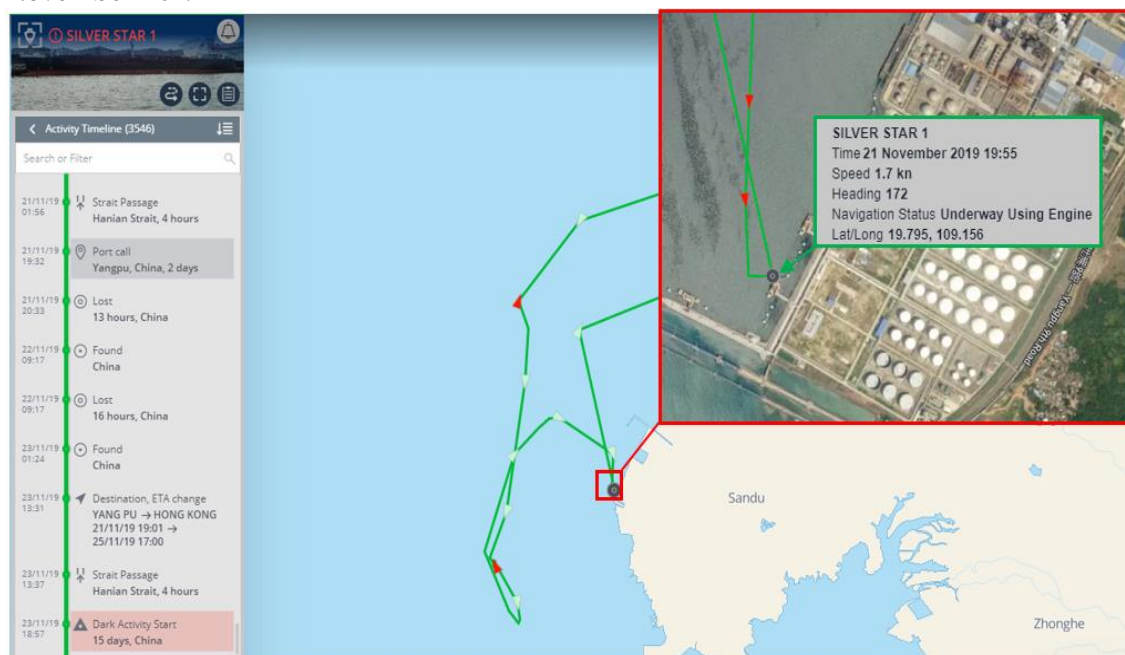 SILVER STAR 1
Activity Timeline (3546)
Search or Filter
21/11/19
01:56
Strait Passage
Hanian Strait, 4 hours
21/11/19
19:32
Port call
Yangpu, China, 2 days
21/11/19
20:33
Lost
13 hours, China
22/11/19
09:17
Found
China
22/11/19
09:17
Lost
16 hours, China
23/11/19
01:24
Found
China
23/11/19
13:31
Destination, ETA change
YANG PU → HONG KONG
21/11/19 19:01 →
25/11/19 17:00
23/11/19
13:37
Strait Passage
Hanian Strait, 4 hours
23/11/19
18:57
Dark Activity Start
15 days, China
SILVER STAR 1
Time 21 November 2019 19:55
Speed 1.7 kn
Heading 172
Navigation Status Underway Using Engine
Lat/Long 19.795, 109.156
Yangpu 9th Road
Sandu
Zhonghe